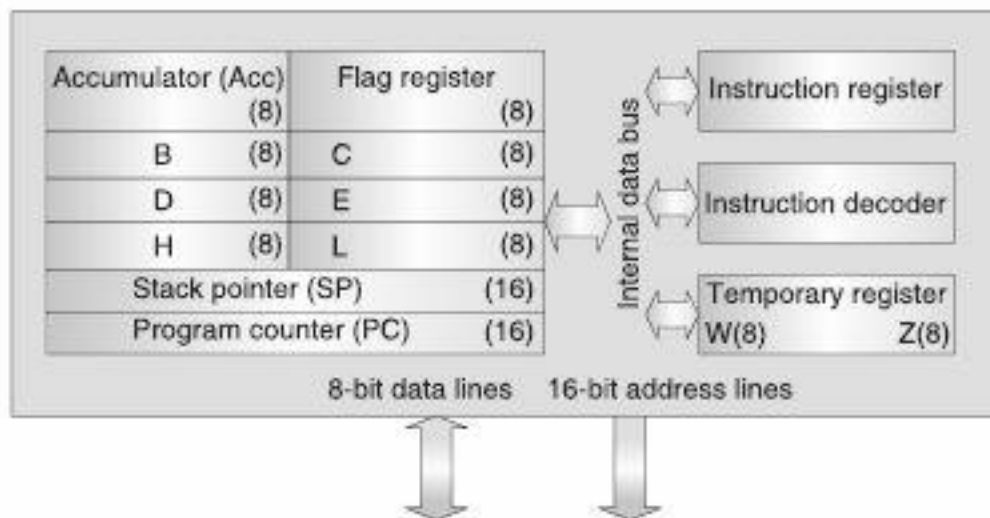 Accumulator (Acc)
(8)
Flag register
(8)
B (8) C (8)
D (8) E (8)
H (8) L (8)
Stack pointer (SP) (16)
Program counter (PC) (16)
Internal data bus
Instruction register
Instruction decoder
Temporary register
W(8) Z(8)
8-bit data lines 16-bit address lines